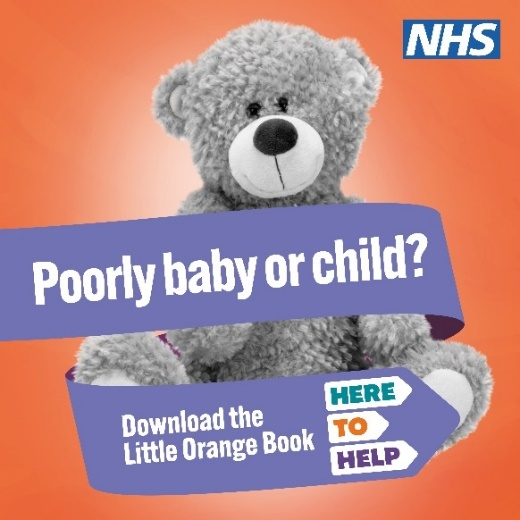 NHS
Poorly baby or child?
Download the
Little Orange Book
HERE
TO
HELP